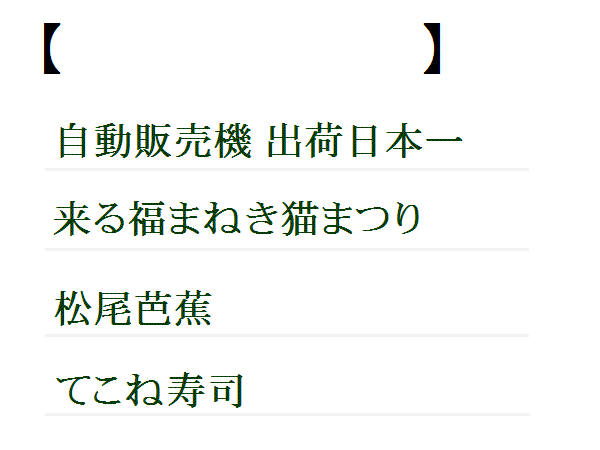 【 】
自動販売機 出荷日本一
来る福まねき猫まつり
松尾芭蕉
てこね寿司